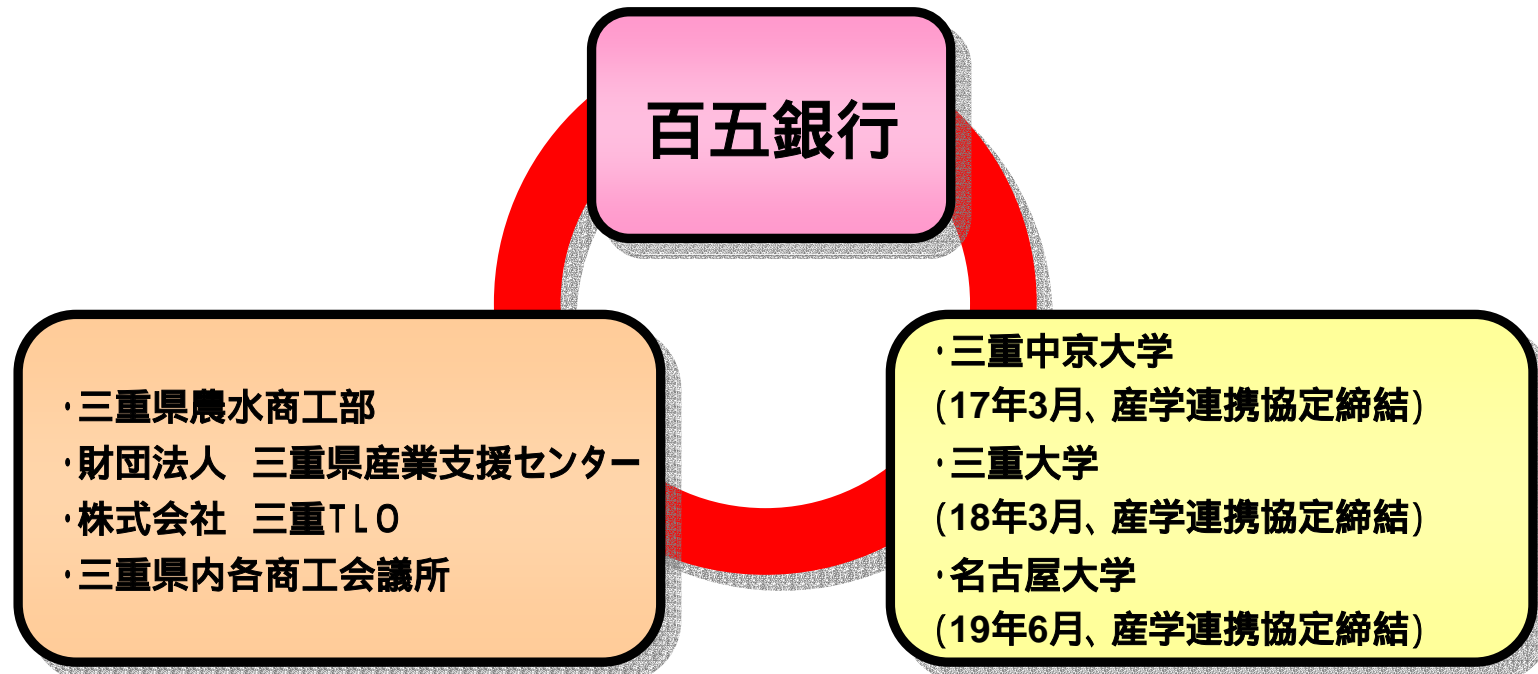 百五銀行
・三重県農水商工部
・財団法人　三重県産業支援センター
・株式会社　三重TLO
・三重県内各商工会議所
・三重中京大学
(17年3月、産学連携協定締結)
・三重大学
(18年3月、産学連携協定締結)
・名古屋大学
(19年6月、産学連携協定締結)